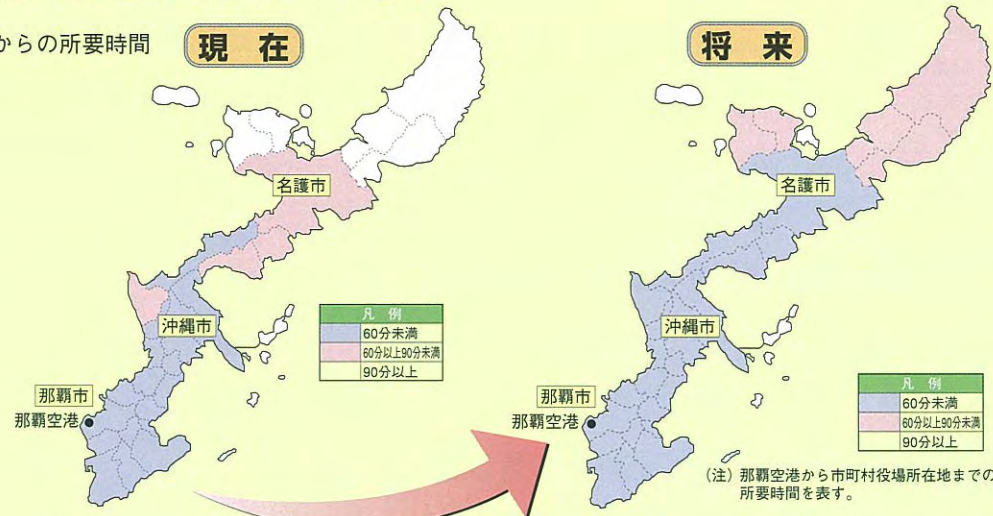 からの所要時間
現在
将来
名護市
沖縄市
那覇市
那覇空港
凡例
60分未満
60分以上90分未満
90分以上
名護市
沖縄市
那覇市
那覇空港
凡例
60分未満
60分以上90分未満
90分以上
(注) 那覇空港から市町村役場所在地までの
所要時間を表す。